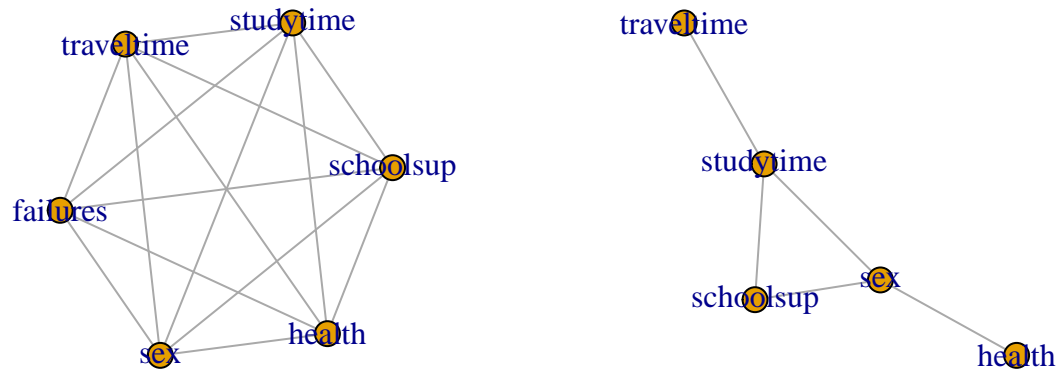 studytime
traveltime
schoolsup
failures
health
sex
traveltime
studytime
sex
schoolsup
health